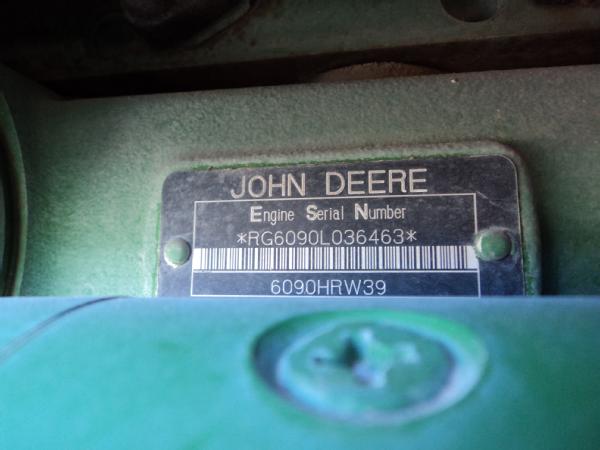 JOHN DEERE
Engine Serial Number
*RG6090L036463*
6090HRW39